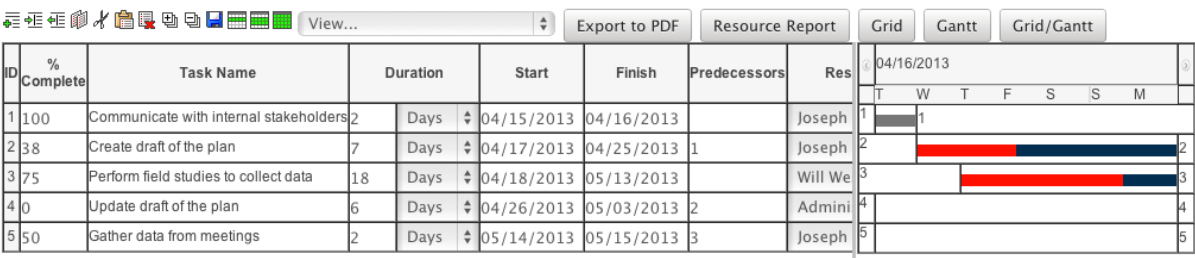 View... Export to PDF Resource Report Grid Gantt Grid/Gantt
ID % Complete Task Name Duration Start Finish Predecessors Res 04/16/2013
T W T F S S M
1 100 Communicate with internal stakeholders 2 Days 04/15/2013 04/16/2013 Joseph 1 1
2 38 Create draft of the plan 7 Days 04/17/2013 04/25/2013 1 Joseph 2 2
3 75 Perform field studies to collect data 18 Days 04/18/2013 05/13/2013 Will We 3 3
4 0 Update draft of the plan 6 Days 04/26/2013 05/03/2013 2 Admini 4 4
5 50 Gather data from meetings 2 Days 05/14/2013 05/15/2013 3 Joseph 5 5